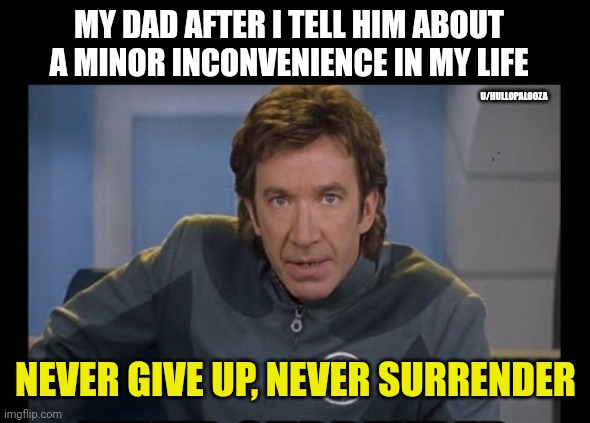 MY DAD AFTER I TELL HIM ABOUT
A MINOR INCONVENIENCE IN MY LIFE
U/HULLOPALOOZA
NEVER GIVE UP, NEVER SURRENDER
imgflip.com